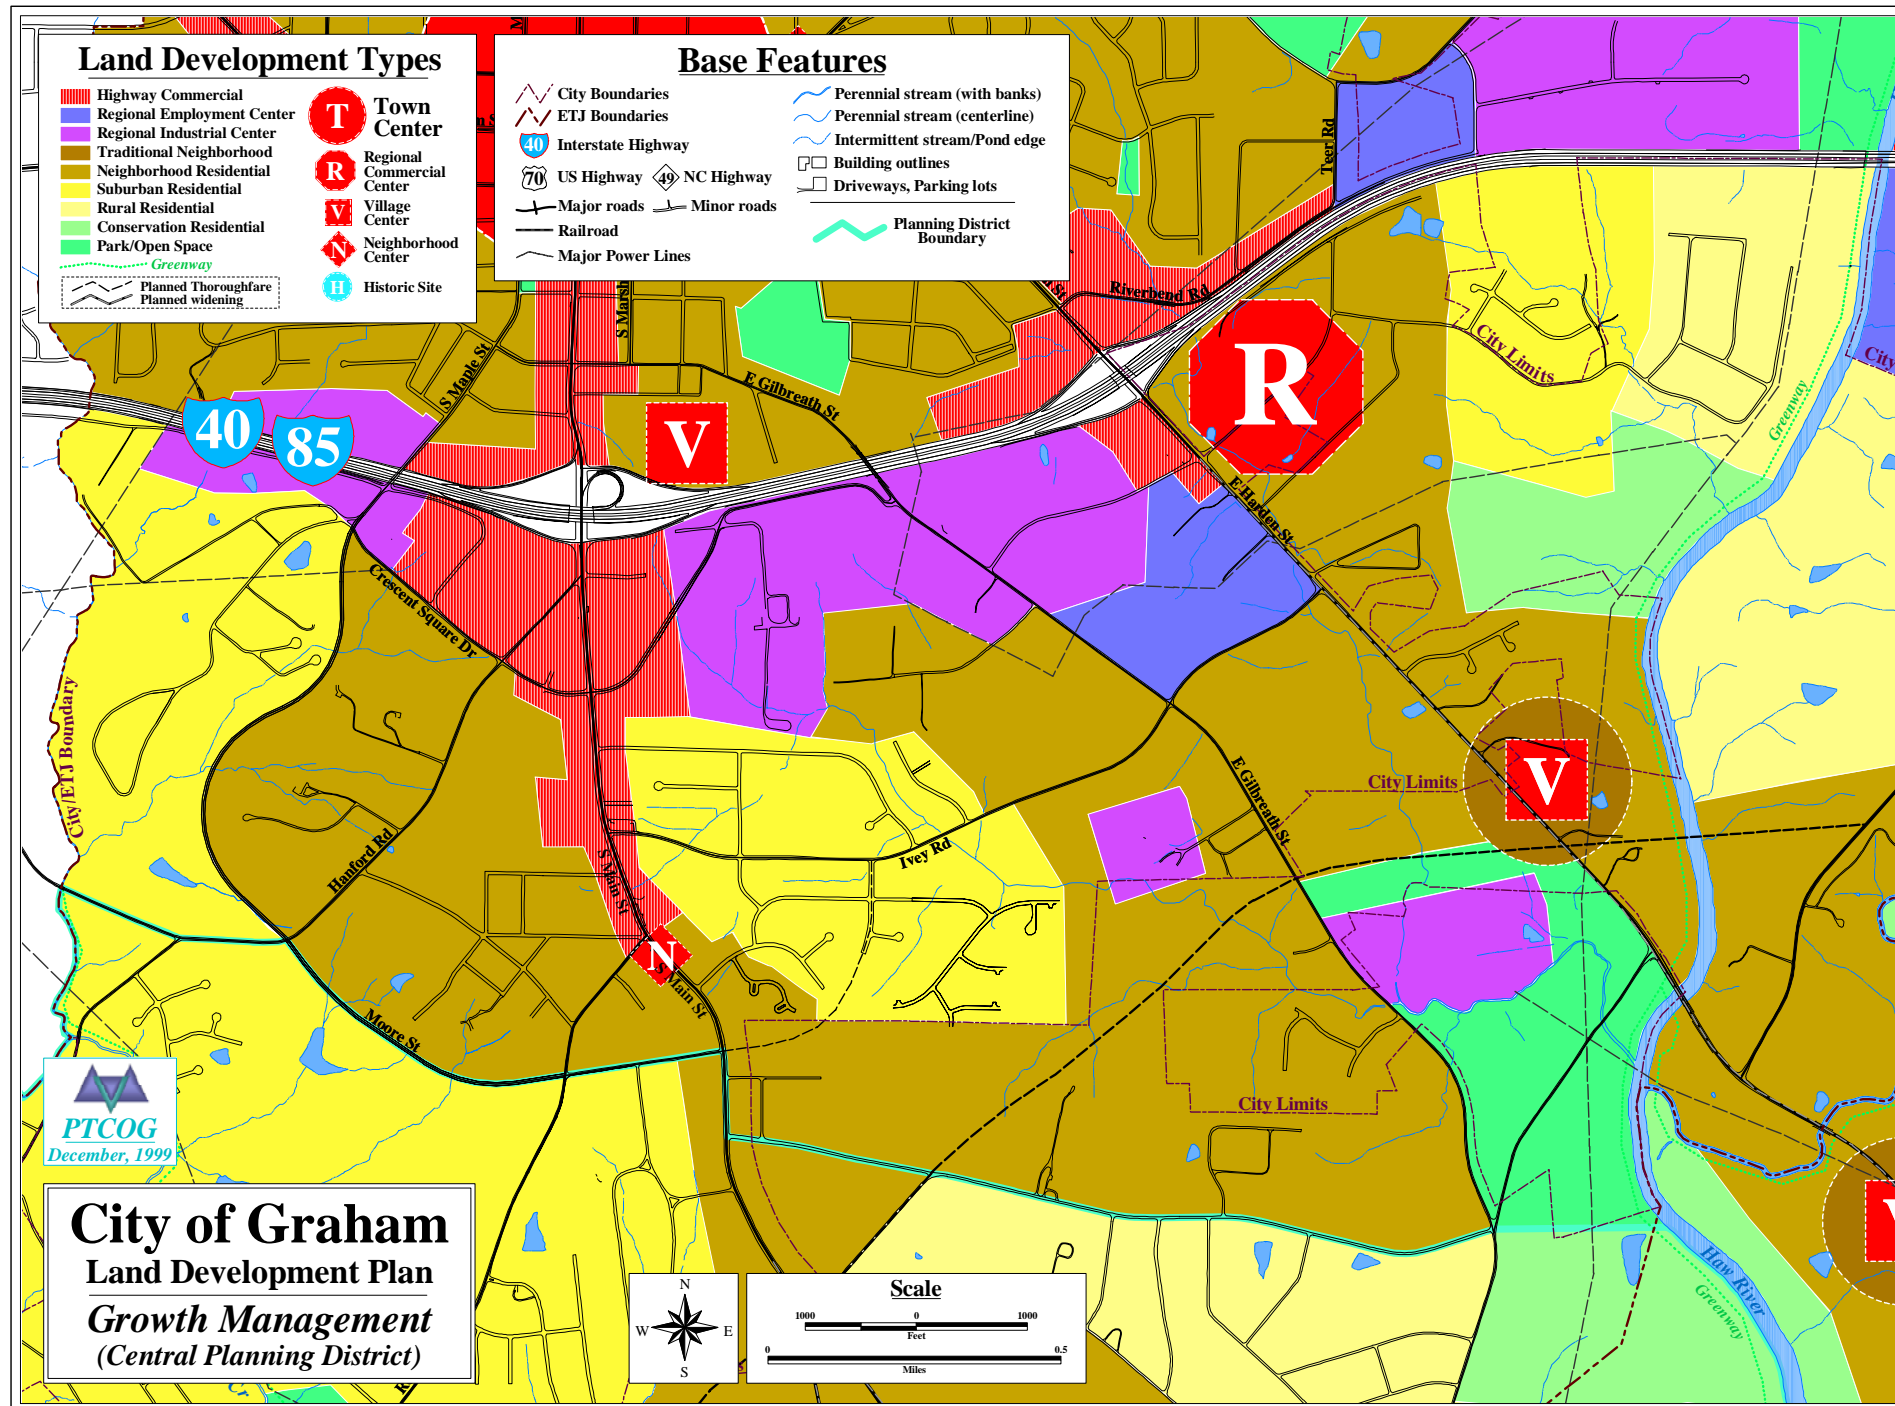 Land Development Types
Highway Commercial
Regional Employment Center
Regional Industrial Center
Traditional Neighborhood
Neighborhood Residential
Suburban Residential
Rural Residential
Conservation Residential
Park/Open Space
Greenway
Planned Thoroughfare
Planned widening
T
Town
Center
R
Regional
Commercial
Center
V
Village
Center
N
Neighborhood
Center
H
Historic Site
Base Features
City Boundaries
ETJ Boundaries
40
Interstate Highway
70
US Highway
49
NC Highway
Major roads
Minor roads
Railroad
Major Power Lines
Perennial stream (with banks)
Perennial stream (centerline)
Intermittent stream/Pond edge
Building outlines
Driveways, Parking lots
Planning District
Boundary
Teer Rd
Riverbend Rd
S Marsh
S Maple St
E Gilbreath St
City Limits
City
Greenway
R
V
40
85
E Harden St
Crescent Square Dr
City/ETJ Boundary
Hanford Rd
S Main St
Ivey Rd
E Gilbreath St
City Limits
V
N
S Main St
Moore St
City Limits
V
Haw River
Greenway
Cr
PTCOG
December, 1999
City of Graham
Land Development Plan
Growth Management
(Central Planning District)
N
W
E
S
Scale
1000
0
1000
Feet
0
0.5
Miles